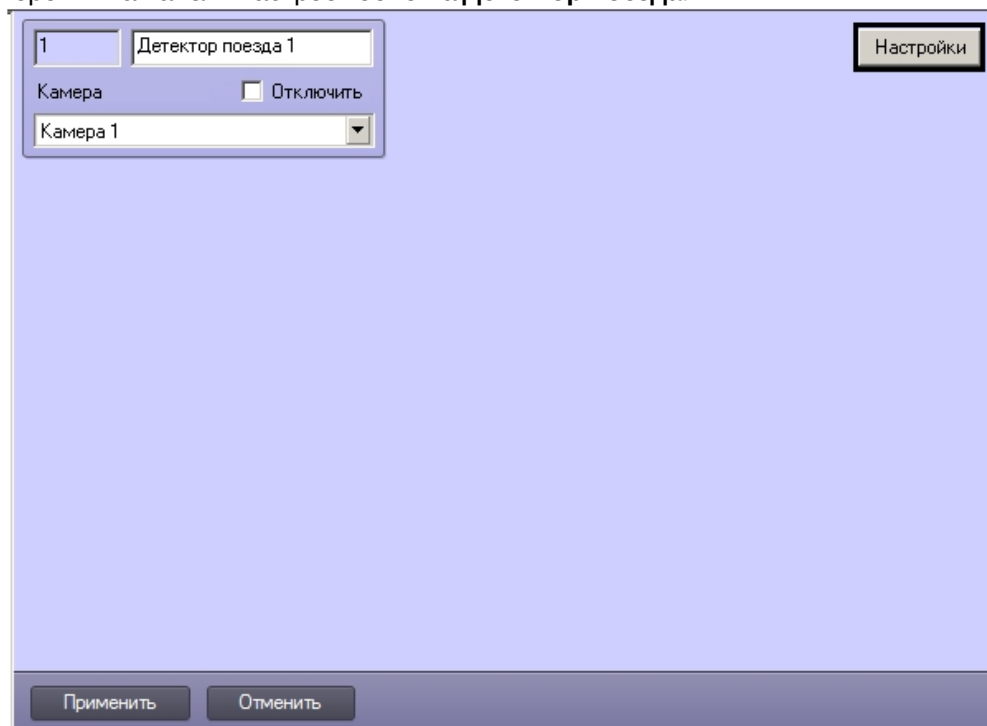 1 Детектор поезда 1 Настройки
Камера Отключить
Камера 1
Применить Отменить